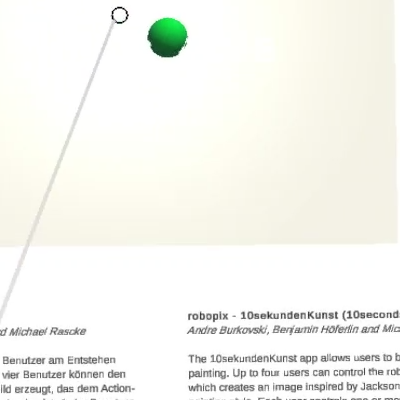 d Michael Rascke
Benutzer am Entstehen
vier Benutzer können den
ild erzeugt, das dem Action-
robopix - 10sekundenKunst (10second
Andre Burkovski, Benjamin Höferlin and Mic
The 10sekundenKunst app allows users to b
painting. Up to four users can control the rob
which creates an image inspired by Jackson